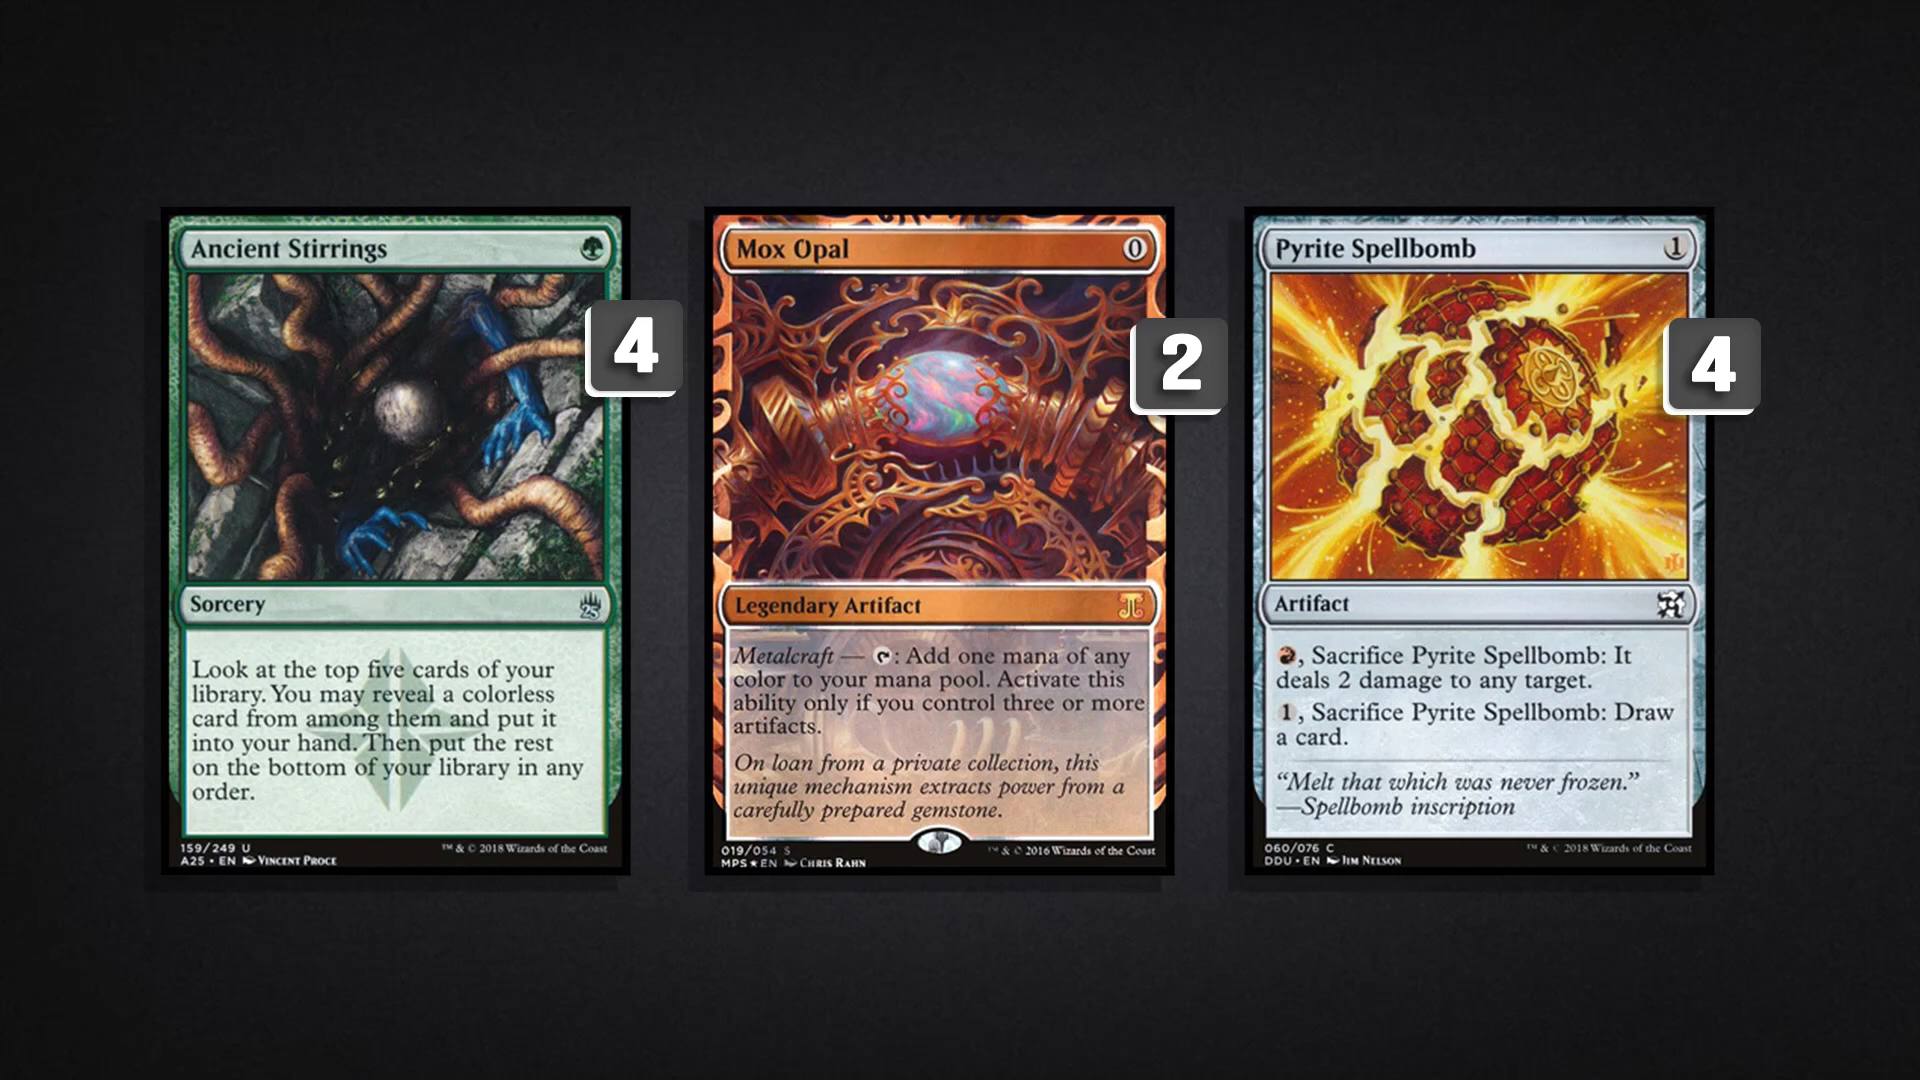 Ancient Stirrings
4
Sorcery
25
Look at the top five cards of your
library. You may reveal a colorless
card from among them and put it
into your hand. Then put the rest
on the bottom of your library in any
order.
159/249 U
A25 • EN VINCENT PROCE
™ & © 2018 Wizards of the Coast
Mox Opal 0
2
Legendary Artifact
Metalcraft — : Add one mana of any
color to your mana pool. Activate this
ability only if you control three or more
artifacts.
On loan from a private collection, this
unique mechanism extracts power from a
carefully prepared gemstone.
019/054 S
MPS★EN CHRIS RAHN
™ & © 2016 Wizards of the Coast
Pyrite Spellbomb 1
4
Artifact
, Sacrifice Pyrite Spellbomb: It
deals 2 damage to any target.
1, Sacrifice Pyrite Spellbomb: Draw
a card.
“Melt that which was never frozen.”
—Spellbomb inscription
060/076 C
DDU • EN JIM NELSON
™ & © 2018 Wizards of the Coast